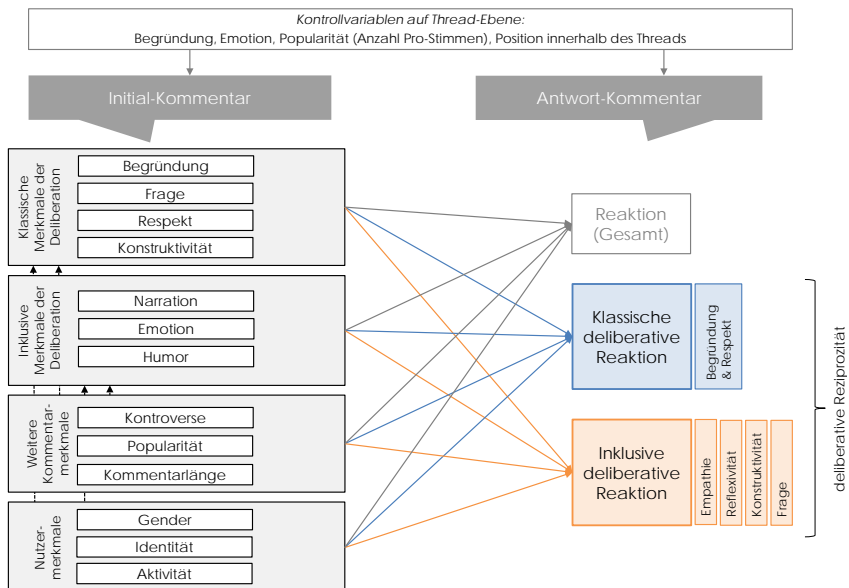 Kontrollvariablen auf Thread-Ebene:
Begründung, Emotion, Popularität (Anzahl Pro-Stimmen), Position innerhalb des Threads
Initial-Kommentar
Antwort-Kommentar
Klassische
Merkmale der
Deliberation
Begründung
Frage
Respekt
Konstruktivität
Inklusive
Merkmale der
Deliberation
Narration
Emotion
Humor
Weitere
Kommentar-
merkmale
Kontroverse
Popularität
Kommentarlänge
Nutzer-
merkmale
Gender
Identität
Aktivität
Reaktion
(Gesamt)
Klassische
deliberative
Reaktion
Begründung
& Respekt
Inklusive
deliberative
Reaktion
Empathie
Reflexivität
Konstruktivität
Frage
deliberative Reziprozität